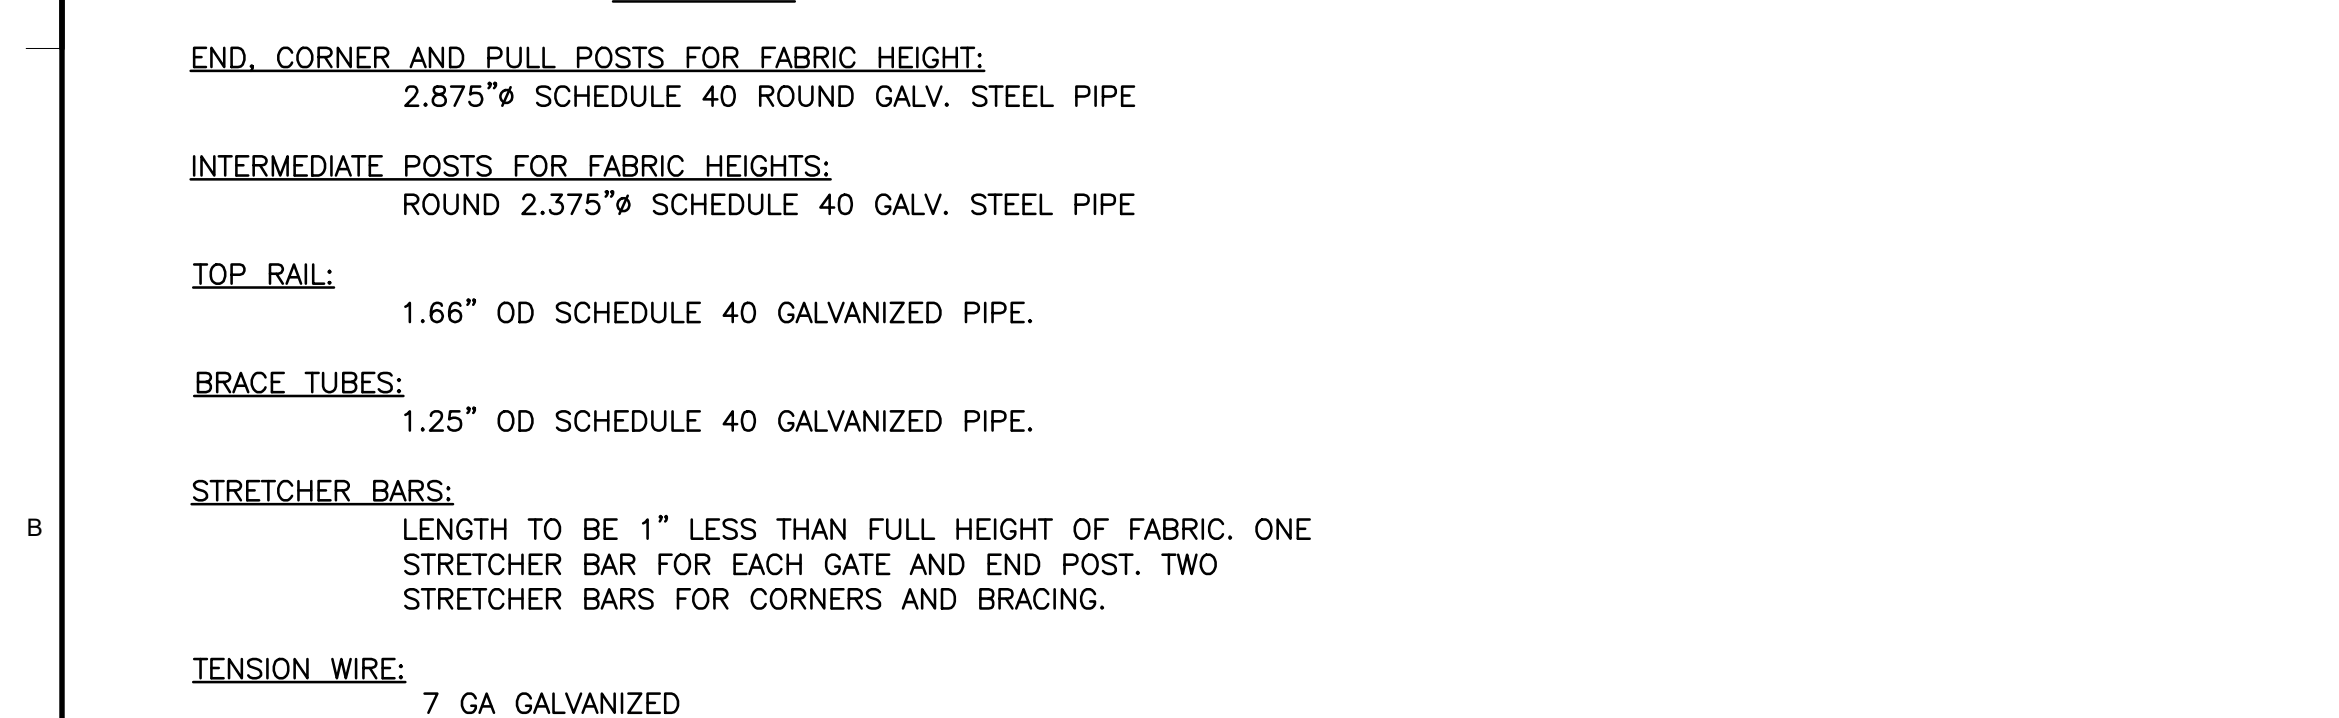 END, CORNER AND PULL POSTS FOR FABRIC HEIGHT:
2.875"ø SCHEDULE 40 ROUND GALV. STEEL PIPE
INTERMEDIATE POSTS FOR FABRIC HEIGHTS:
ROUND 2.375"ø SCHEDULE 40 GALV. STEEL PIPE
TOP RAIL:
1.66" OD SCHEDULE 40 GALVANIZED PIPE.
BRACE TUBES:
1.25" OD SCHEDULE 40 GALVANIZED PIPE.
STRETCHER BARS:
B
LENGTH TO BE 1" LESS THAN FULL HEIGHT OF FABRIC. ONE
STRETCHER BAR FOR EACH GATE AND END POST. TWO
STRETCHER BARS FOR CORNERS AND BRACING.
TENSION WIRE:
7 GA GALVANIZED